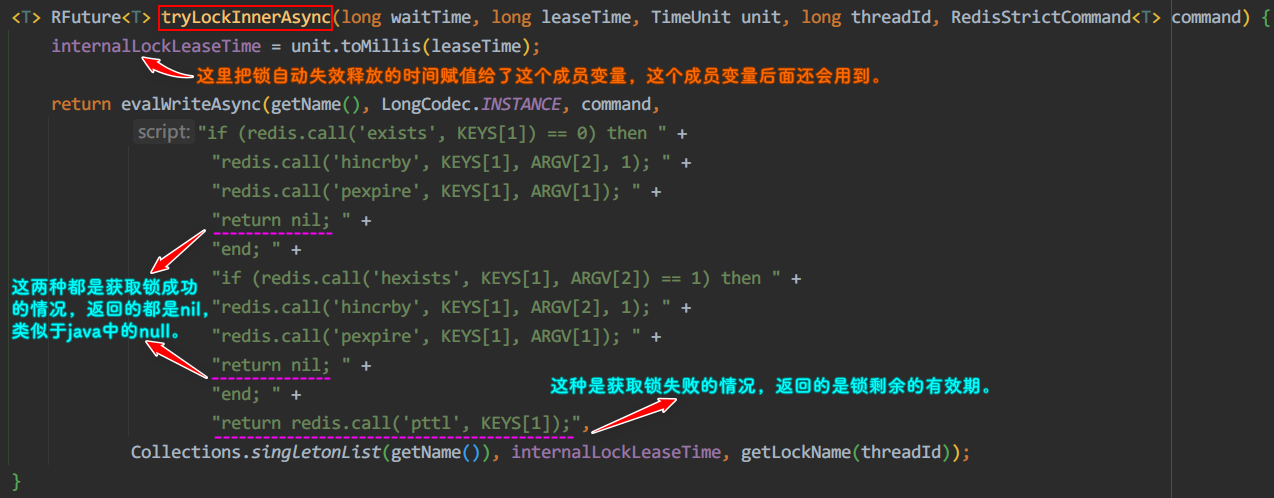 <T> RFuture<T> tryLockInnerAsync(long waitTime, long leaseTime, TimeUnit unit, long threadId, RedisStrictCommand<T> command) {
internalLockLeaseTime = unit.toMillis(leaseTime);
这里把锁自动失效释放的时间赋值给了这个成员变量，这个成员变量后面还会用到。
return evalWriteAsync(getName(), LongCodec.INSTANCE, command,
script: "if (redis.call('exists', KEYS[1]) == 0) then " +
"redis.call('hincrby', KEYS[1], ARGV[2], 1); " +
"redis.call('pexpire', KEYS[1], ARGV[1]); " +
"return nil; " +
"end; " +
"if (redis.call('hexists', KEYS[1], ARGV[2]) == 1) then " +
"redis.call('hincrby', KEYS[1], ARGV[2], 1); " +
"redis.call('pexpire', KEYS[1], ARGV[1]); " +
"return nil; " +
"end; " +
"return redis.call('pttl', KEYS[1]);",
这两种都是获取锁成功
的情况，返回的都是nil，
类似于java中的null。
这种是获取锁失败的情况，返回的是锁剩余的有效期。
Collections.singletonList(getName()), internalLockLeaseTime, getLockName(threadId));
}